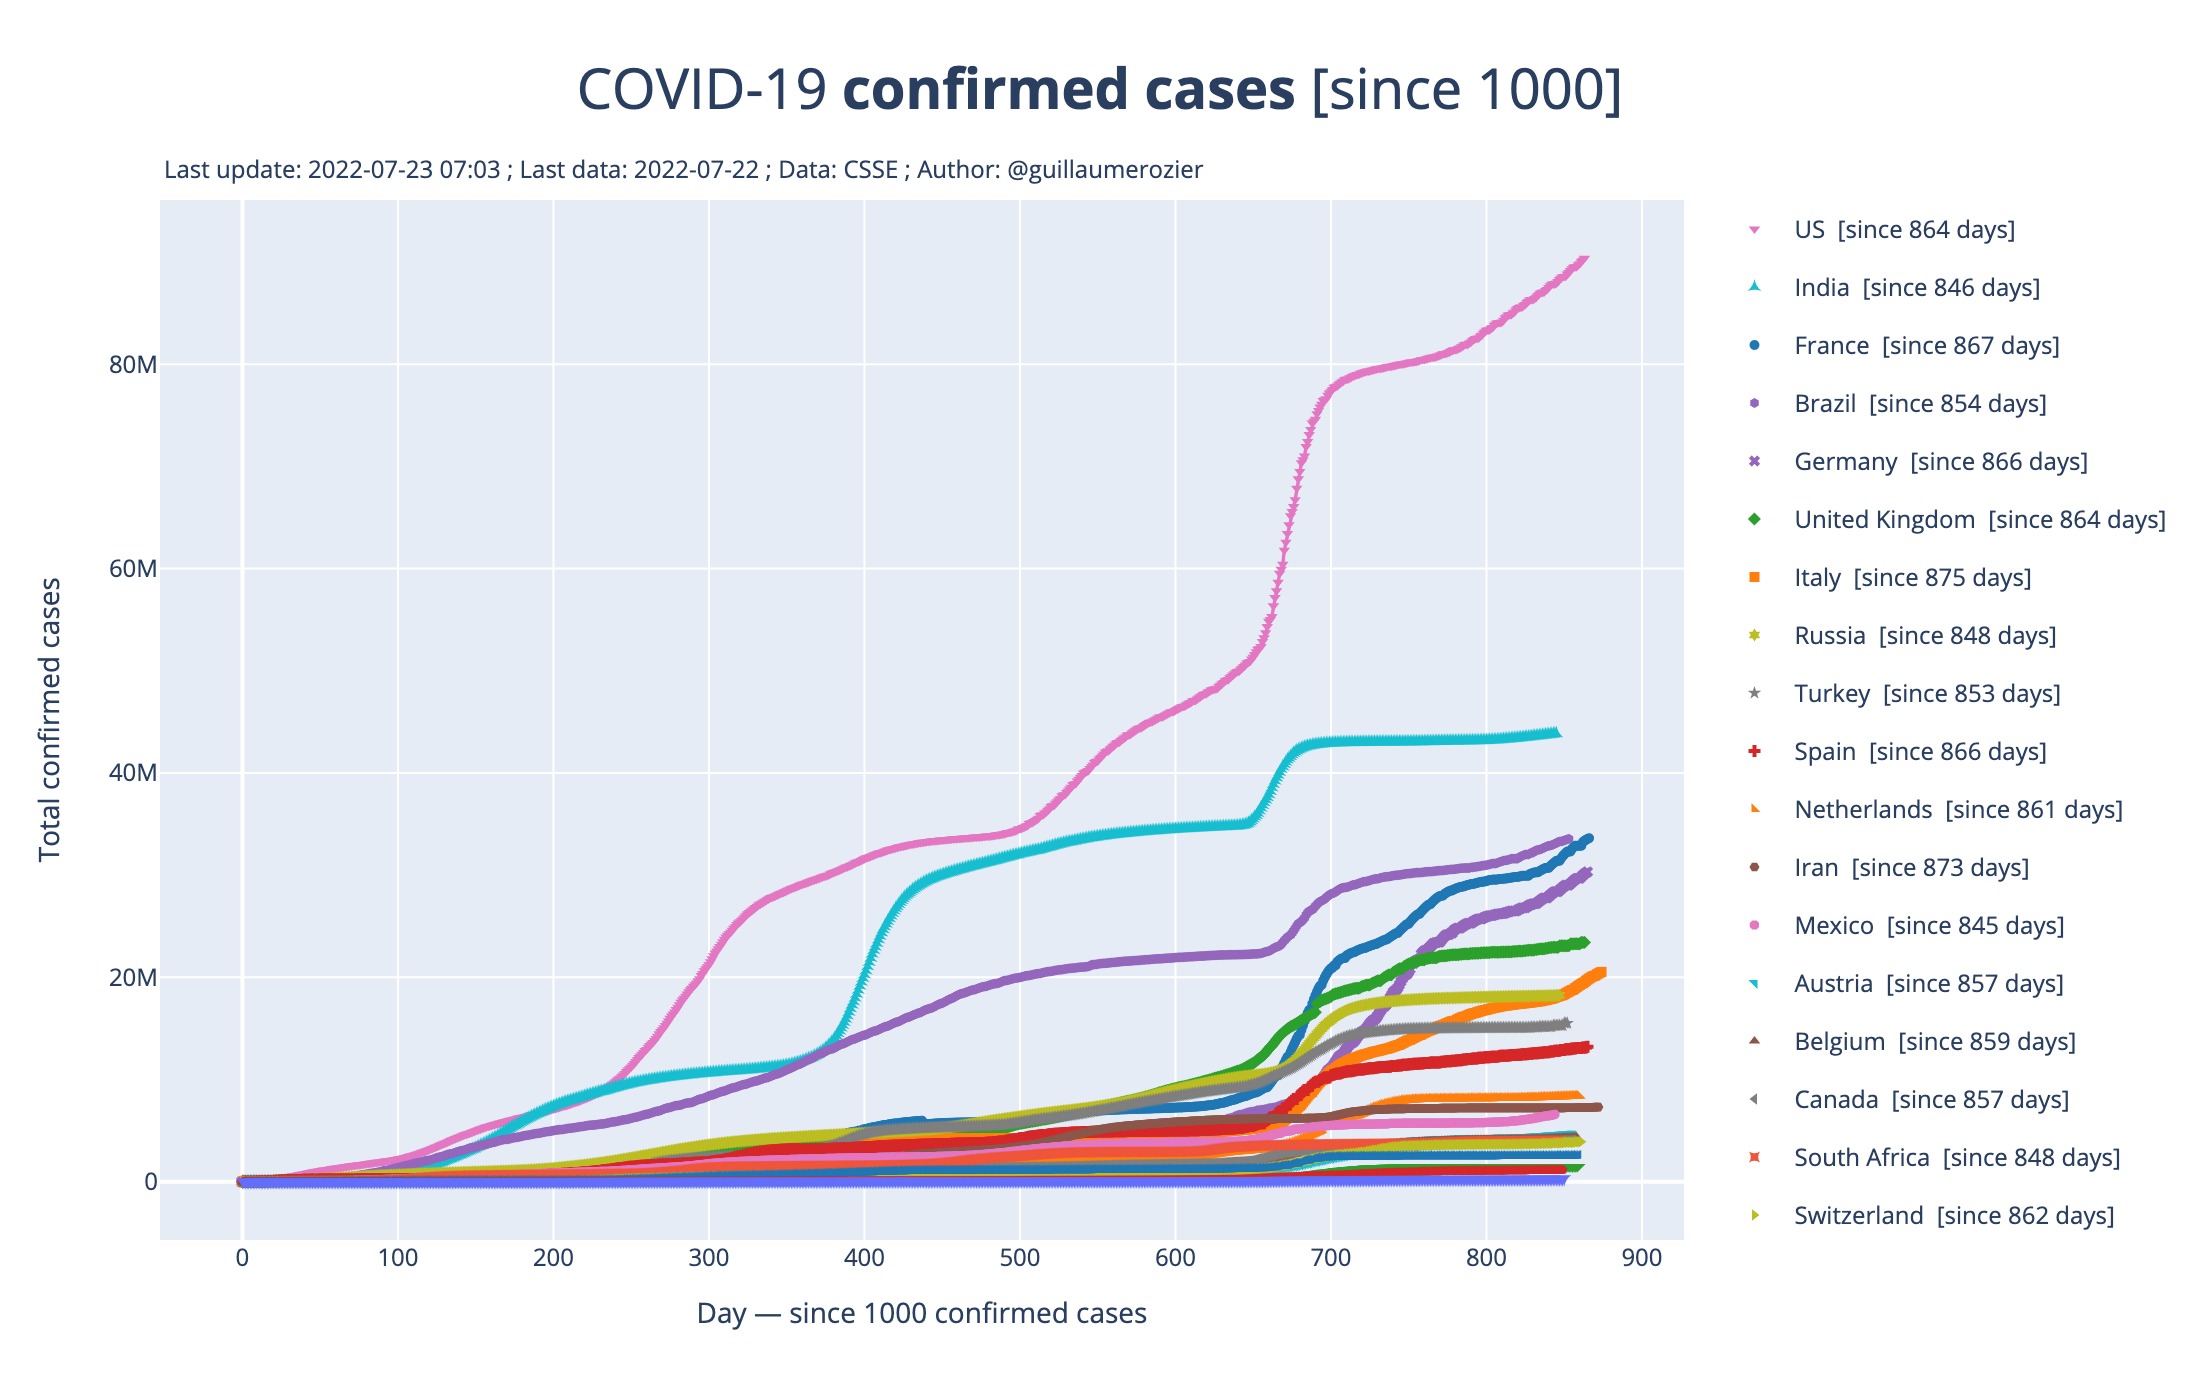 COVID-19 confirmed cases [since 1000]
Last update: 2022-07-23 07:03 ; Last data: 2022-07-22 ; Data: CSSE ; Author: @guillaumerozier
Total confirmed cases
80M
60M
40M
20M
0
0 100 200 300 400 500 600 700 800 900
Day — since 1000 confirmed cases
US [since 864 days]
India [since 846 days]
France [since 867 days]
Brazil [since 854 days]
Germany [since 866 days]
United Kingdom [since 864 days]
Italy [since 875 days]
Russia [since 848 days]
Turkey [since 853 days]
Spain [since 866 days]
Netherlands [since 861 days]
Iran [since 873 days]
Mexico [since 845 days]
Austria [since 857 days]
Belgium [since 859 days]
Canada [since 857 days]
South Africa [since 848 days]
Switzerland [since 862 days]